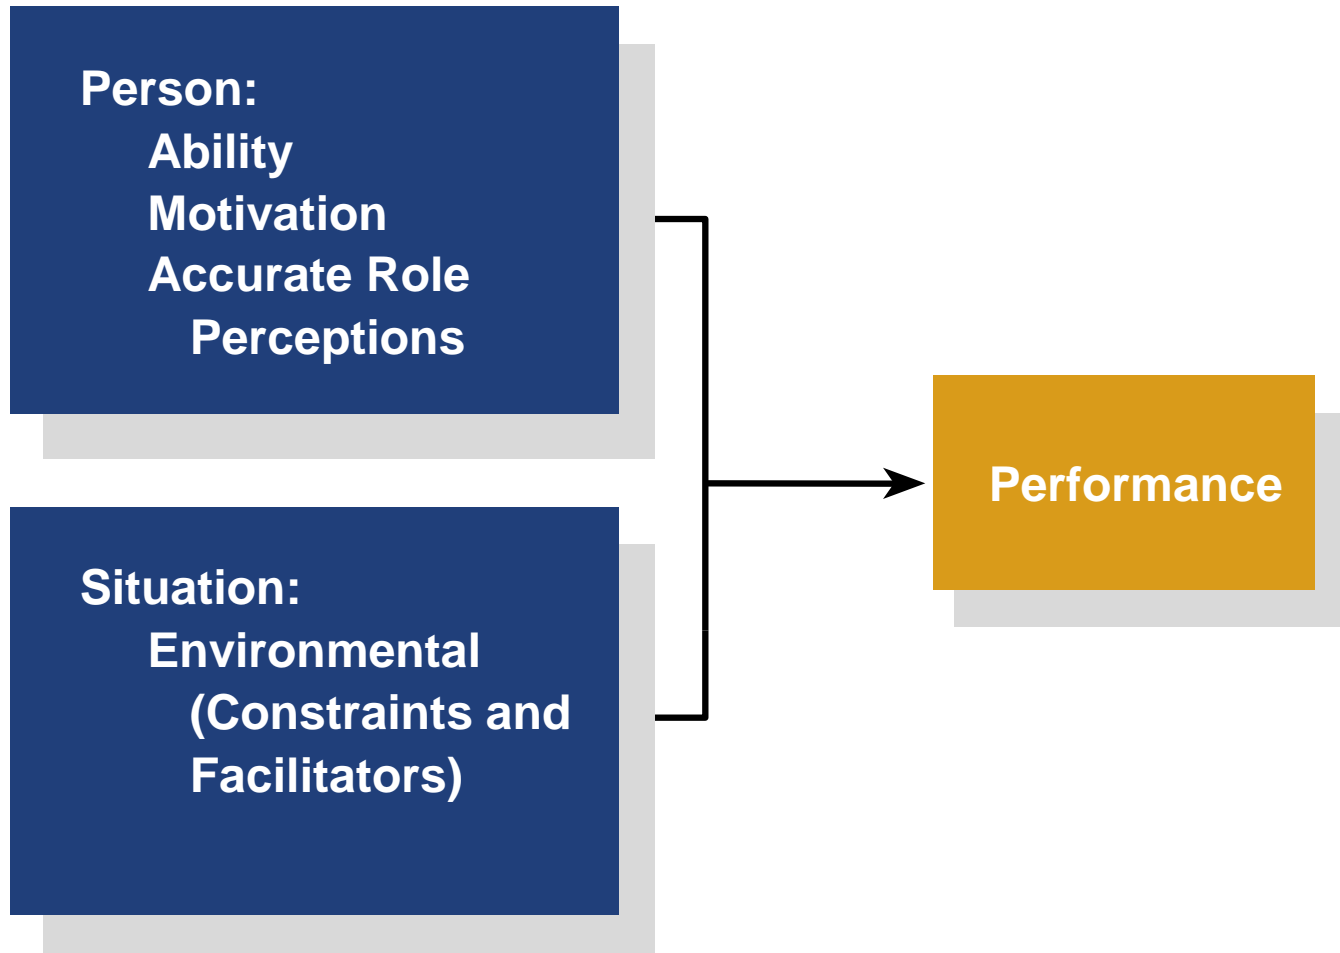 Person:
Ability
Motivation
Accurate Role
Perceptions
Performance
Situation:
Environmental
(Constraints and
Facilitators)